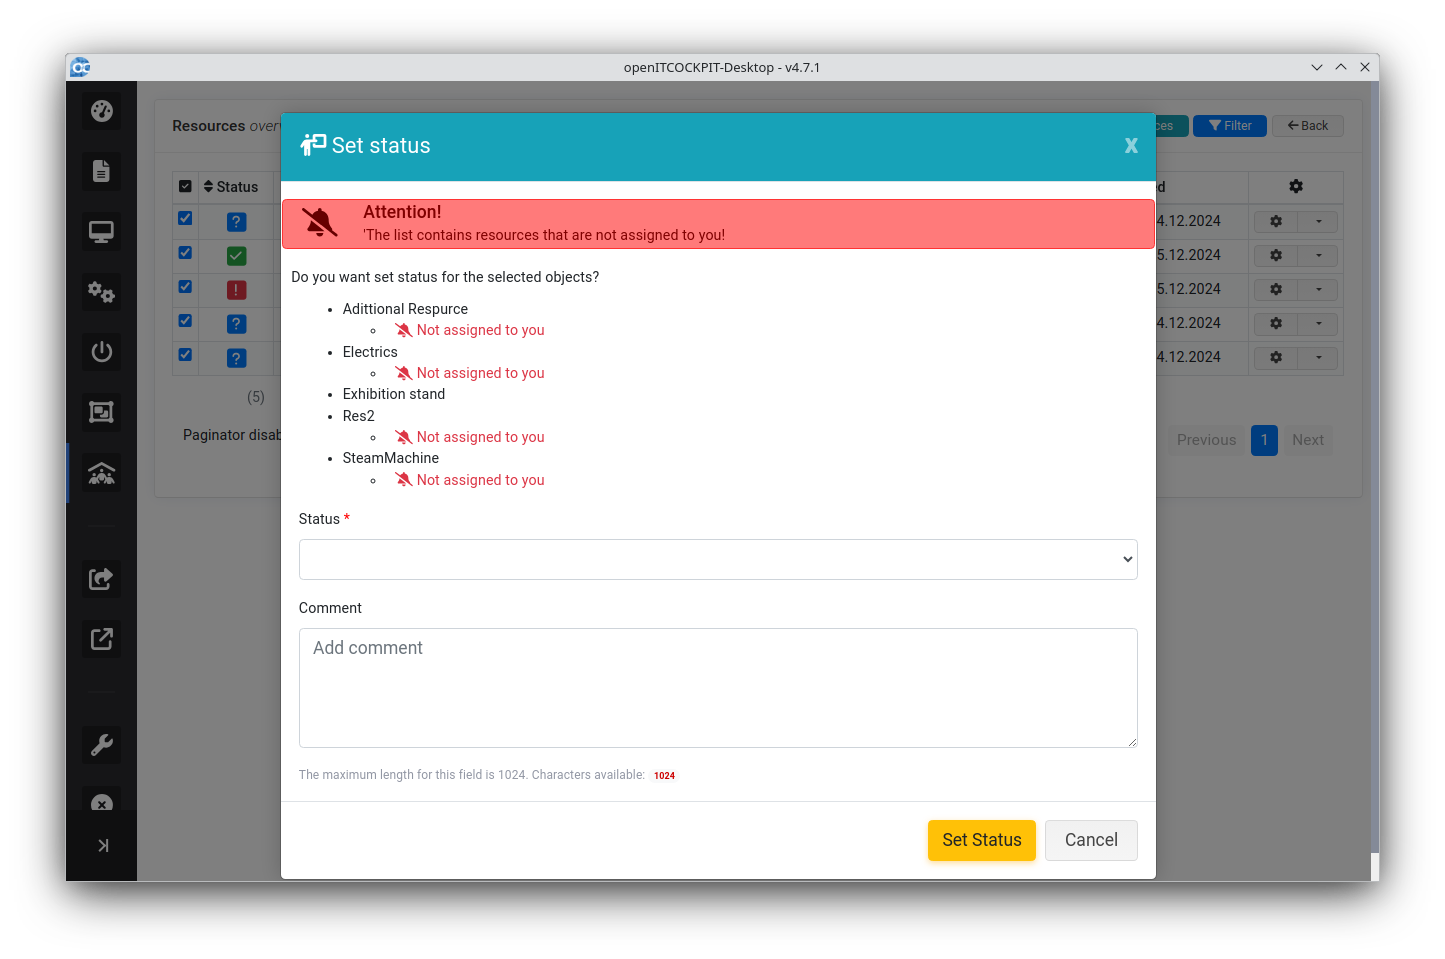 openITCOCKPIT-Desktop - v4.7.1
Resources
Filter
Back
Set status
X
Status
Attention!
'The list contains resources that are not assigned to you!
4.12.2024
5.12.2024
5.12.2024
4.12.2024
4.12.2024
Do you want set status for the selected objects?
Adittional Respurce
Not assigned to you
Electrics
Not assigned to you
Exhibition stand
Res2
Not assigned to you
SteamMachine
Not assigned to you
(5)
Paginator disab
Previous
1
Next
Status *
Comment
Add comment
The maximum length for this field is 1024. Characters available: 1024
Set Status
Cancel